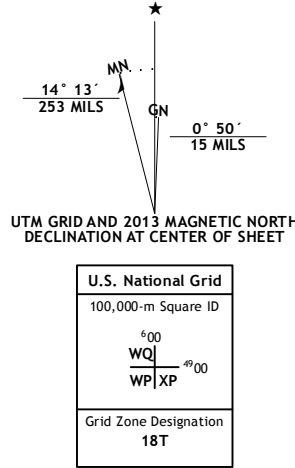 ★
MN
GN
14° 13´
253 MILS
0° 50´
15 MILS
UTM GRID AND 2013 MAGNETIC NORTH
DECLINATION AT CENTER OF SHEET
U.S. National Grid
100,000-m Square ID
600
WQ
4900
WP XP
Grid Zone Designation
18T